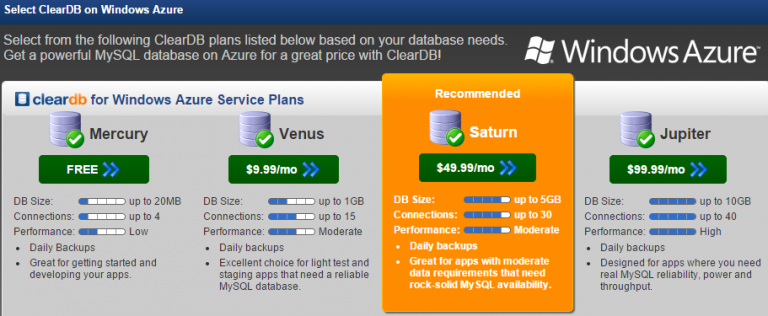 Select ClearDB on Windows Azure
Select from the following ClearDB plans listed below based on your database needs.
Get a powerful MySQL database on Azure for a great price with ClearDB!
Windows Azure™
cleardb for Windows Azure Service Plans
Mercury
FREE
DB Size: up to 20MB
Connections: up to 4
Performance: Low
• Daily Backups
• Great for getting started and
developing your apps.
Venus
$9.99/mo
DB Size: up to 1GB
Connections: up to 15
Performance: Moderate
• Daily backups
• Excellent choice for light test and
staging apps that need a reliable
MySQL database.
Recommended
Saturn
$49.99/mo
DB Size: up to 5GB
Connections: up to 30
Performance: Moderate
• Daily backups
• Great for apps with moderate
data requirements that need
rock-solid MySQL availability.
Jupiter
$99.99/mo
DB Size: up to 10GB
Connections: up to 40
Performance: High
• Daily backups
• Designed for apps where you need
real MySQL reliability, power and
throughput.